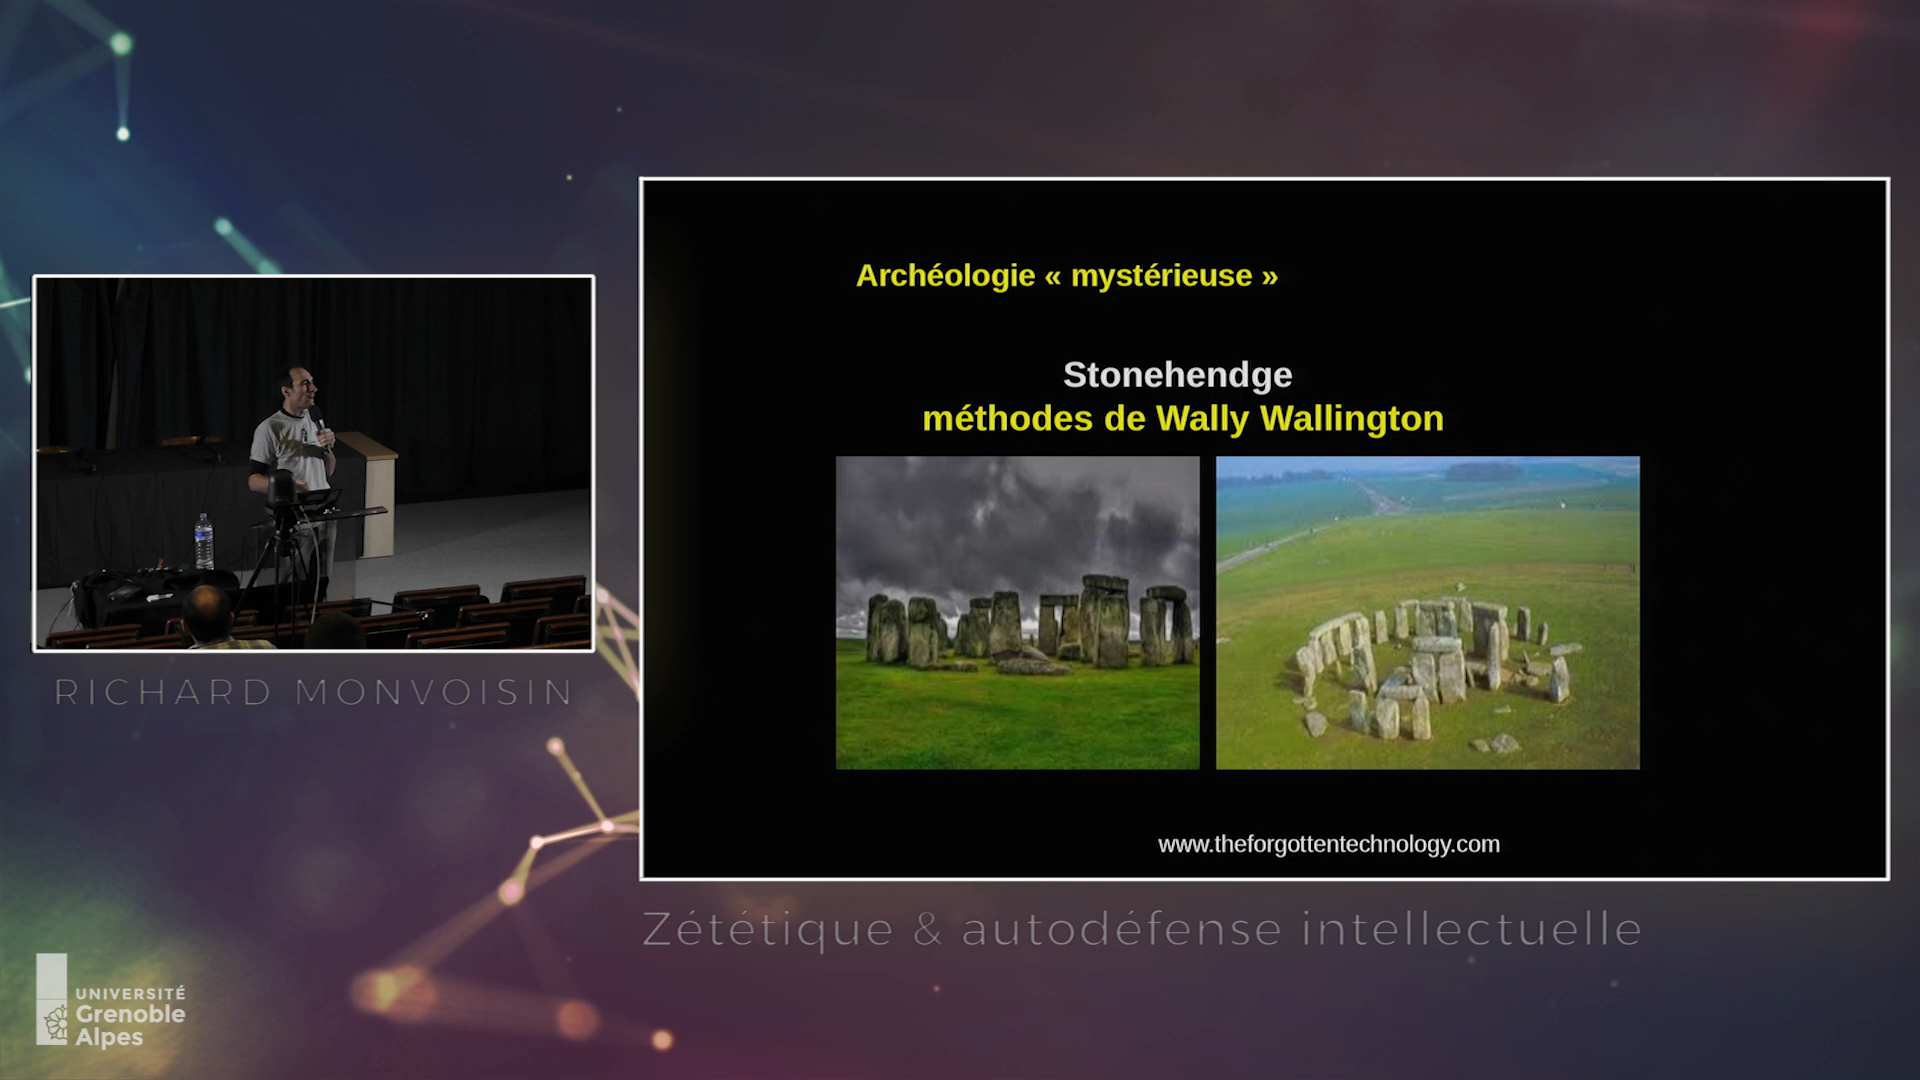 Archéologie « mystérieuse »
Stonehendge
méthodes de Wally Wallington
www.theforgottentechnology.com
RICHARD MONVOISIN
Zététique & autodéfense intellectuelle
UNIVERSITÉ
Grenoble
Alpes